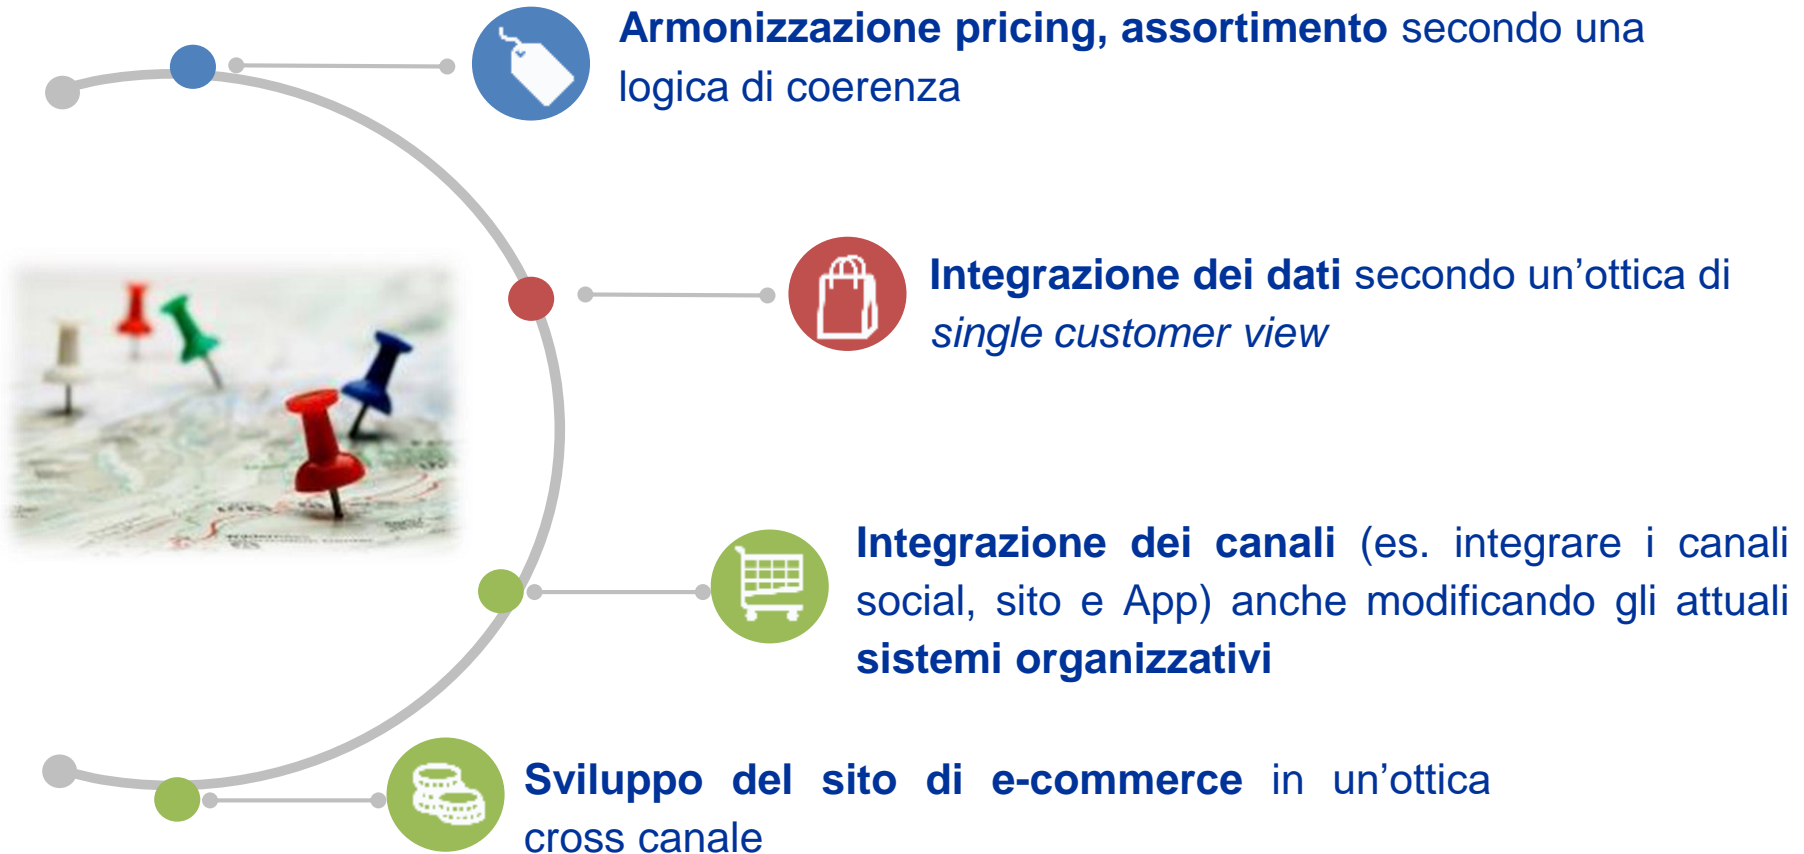 Armonizzazione pricing, assortimento secondo una
logica di coerenza
Integrazione dei dati secondo un’ottica di
single customer view
Integrazione dei canali (es. integrare i canali
social, sito e App) anche modificando gli attuali
sistemi organizzativi
Sviluppo del sito di e-commerce in un’ottica
cross canale